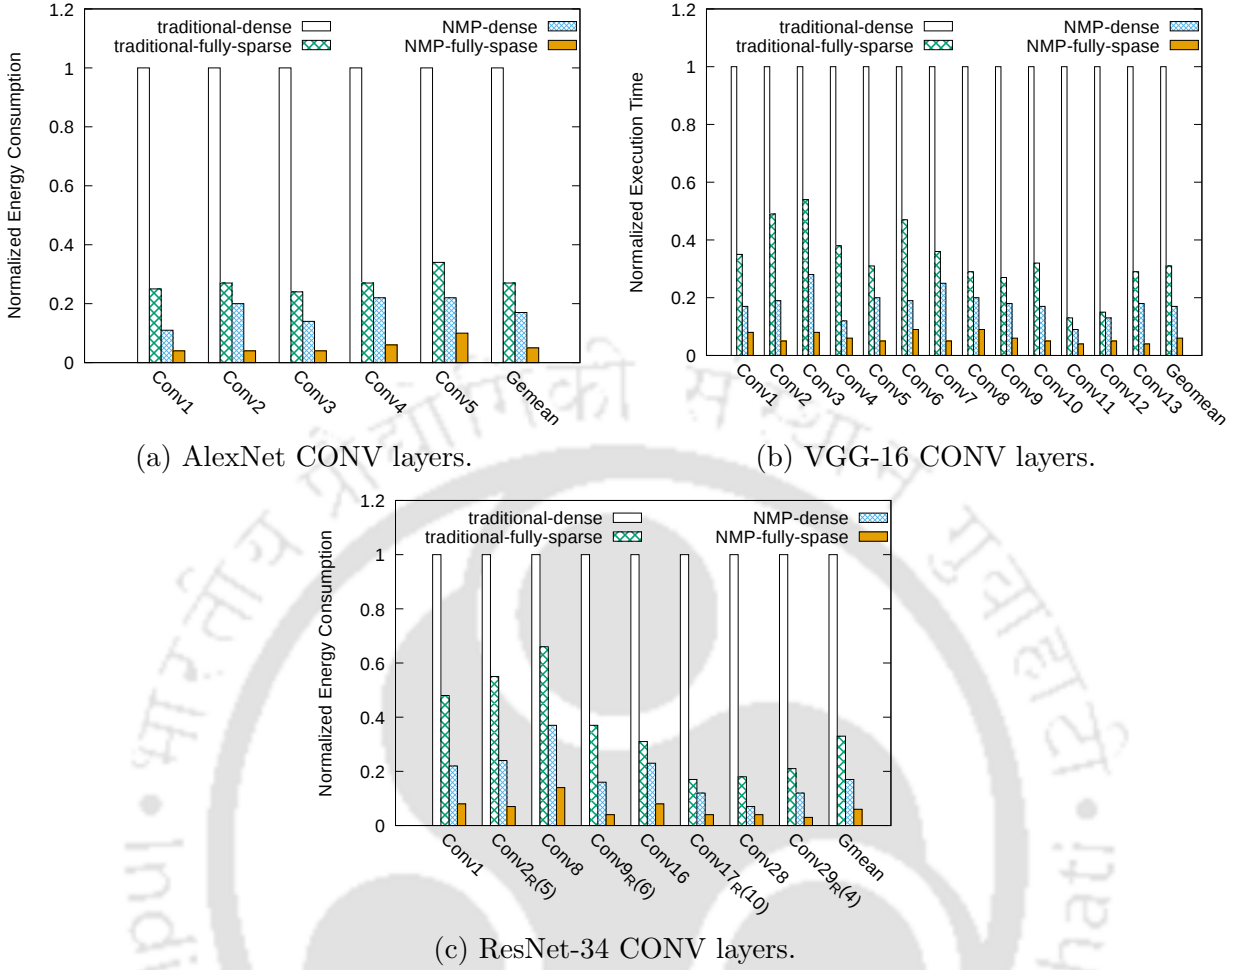 1.2
1
0.8
0.6
0.4
0.2
0
Normalized Energy Consumption
traditional-dense
traditional-fully-sparse
NMP-dense
NMP-fully-spase
Conv1
Conv2
Conv3
Conv4
Conv5
Gemean
(a) AlexNet CONV layers.
1.2
1
0.8
0.6
0.4
0.2
0
Normalized Execution Time
traditional-dense
traditional-fully-sparse
NMP-dense
NMP-fully-spase
Conv1
Conv2
Conv3
Conv4
Conv5
Conv6
Conv7
Conv8
Conv9
Conv10
Conv11
Conv12
Conv13
Geomean
(b) VGG-16 CONV layers.
1.2
1
0.8
0.6
0.4
0.2
0
Normalized Energy Consumption
traditional-dense
traditional-fully-sparse
NMP-dense
NMP-fully-spase
Conv1
Conv2R(5)
Conv8
Conv9R(6)
Conv16
Conv17R(10)
Conv28
Conv29R(4)
Gmean
(c) ResNet-34 CONV layers.